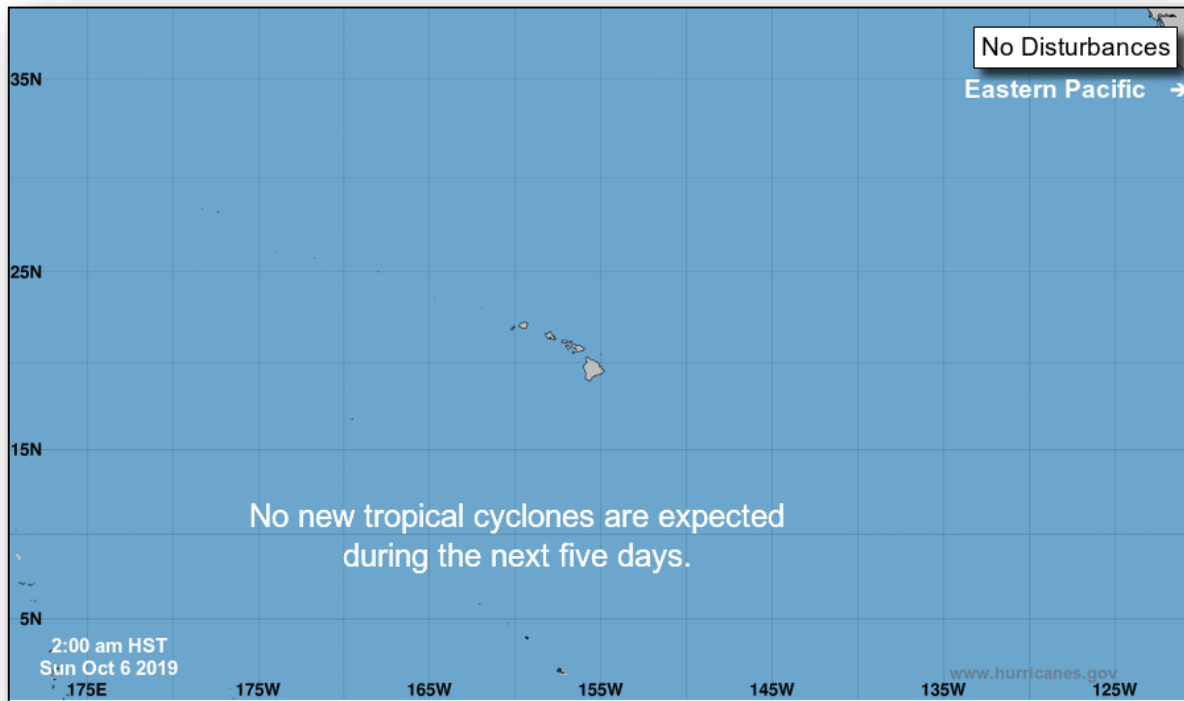 No Disturbances
35N
Eastern Pacific →
25N
15N
No new tropical cyclones are expected
during the next five days.
5N
2:00 am HST
Sun Oct 6 2019
www.hurricanes.gov
175E 175W 165W 155W 145W 135W 125W